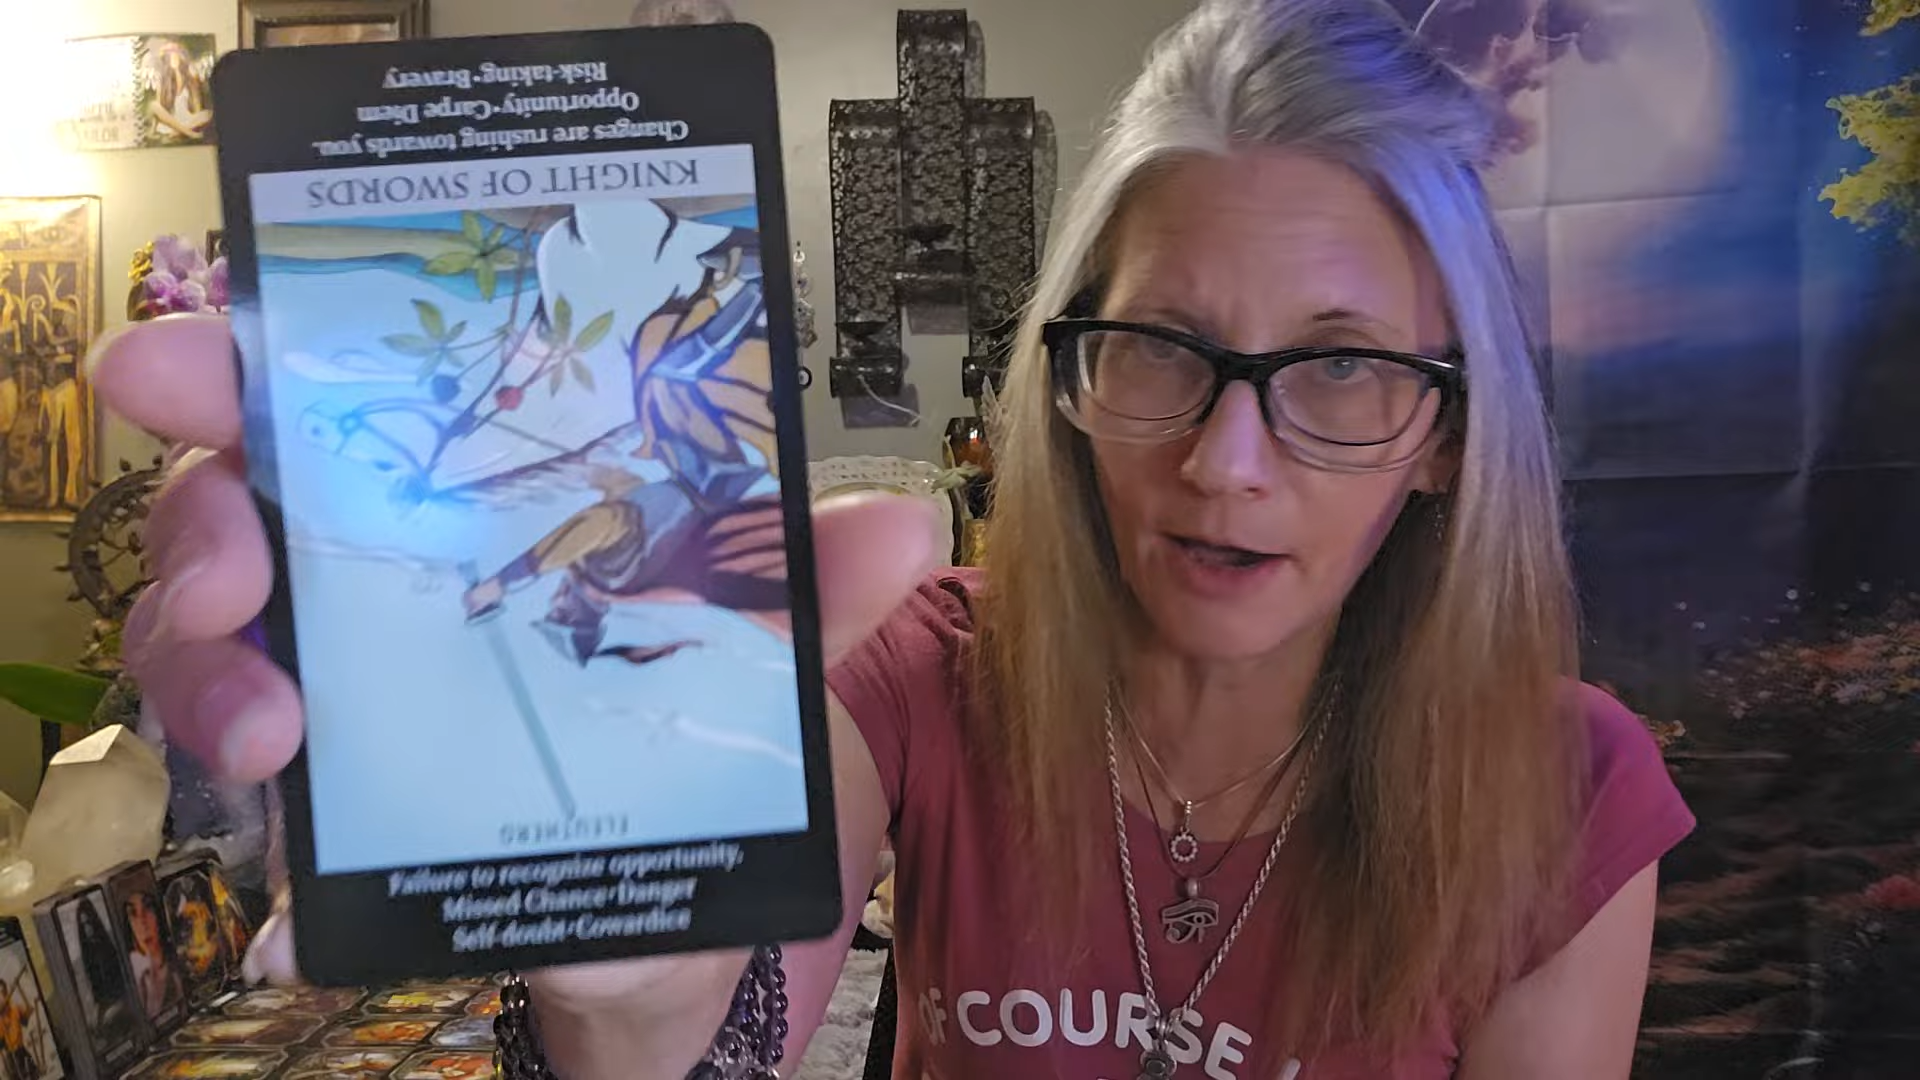 Risk-taking•Bravery
Opportunity•Carpe Diem
Changes are rushing towards you.
KNIGHT OF SWORDS
ELEUTHERO
Failure to recognize opportunity.
Missed Chance•Danger
Self-doubt•Cowardice
OF COURSE I